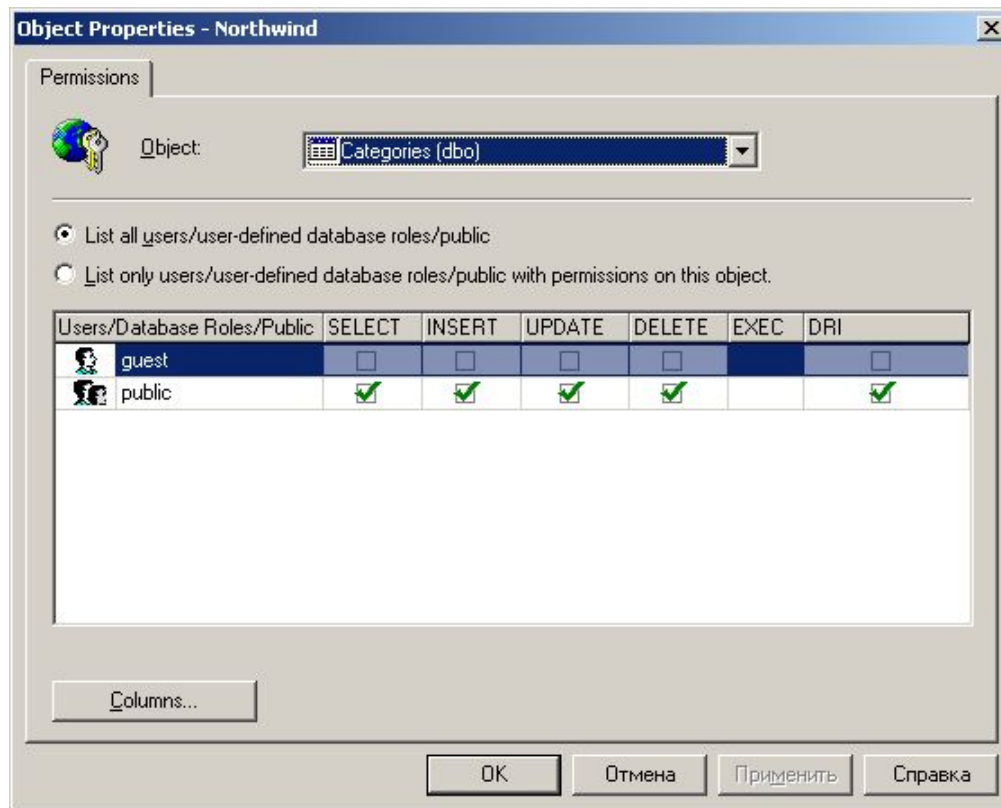 Object Properties - Northwind
Permissions
Object: Categories (dbo)
List all users/user-defined database roles/public
List only users/user-defined database roles/public with permissions on this object.
Users/Database Roles/Public SELECT INSERT UPDATE DELETE EXEC DRI
guest
public
Columns...
OK Отмена Применить Справка